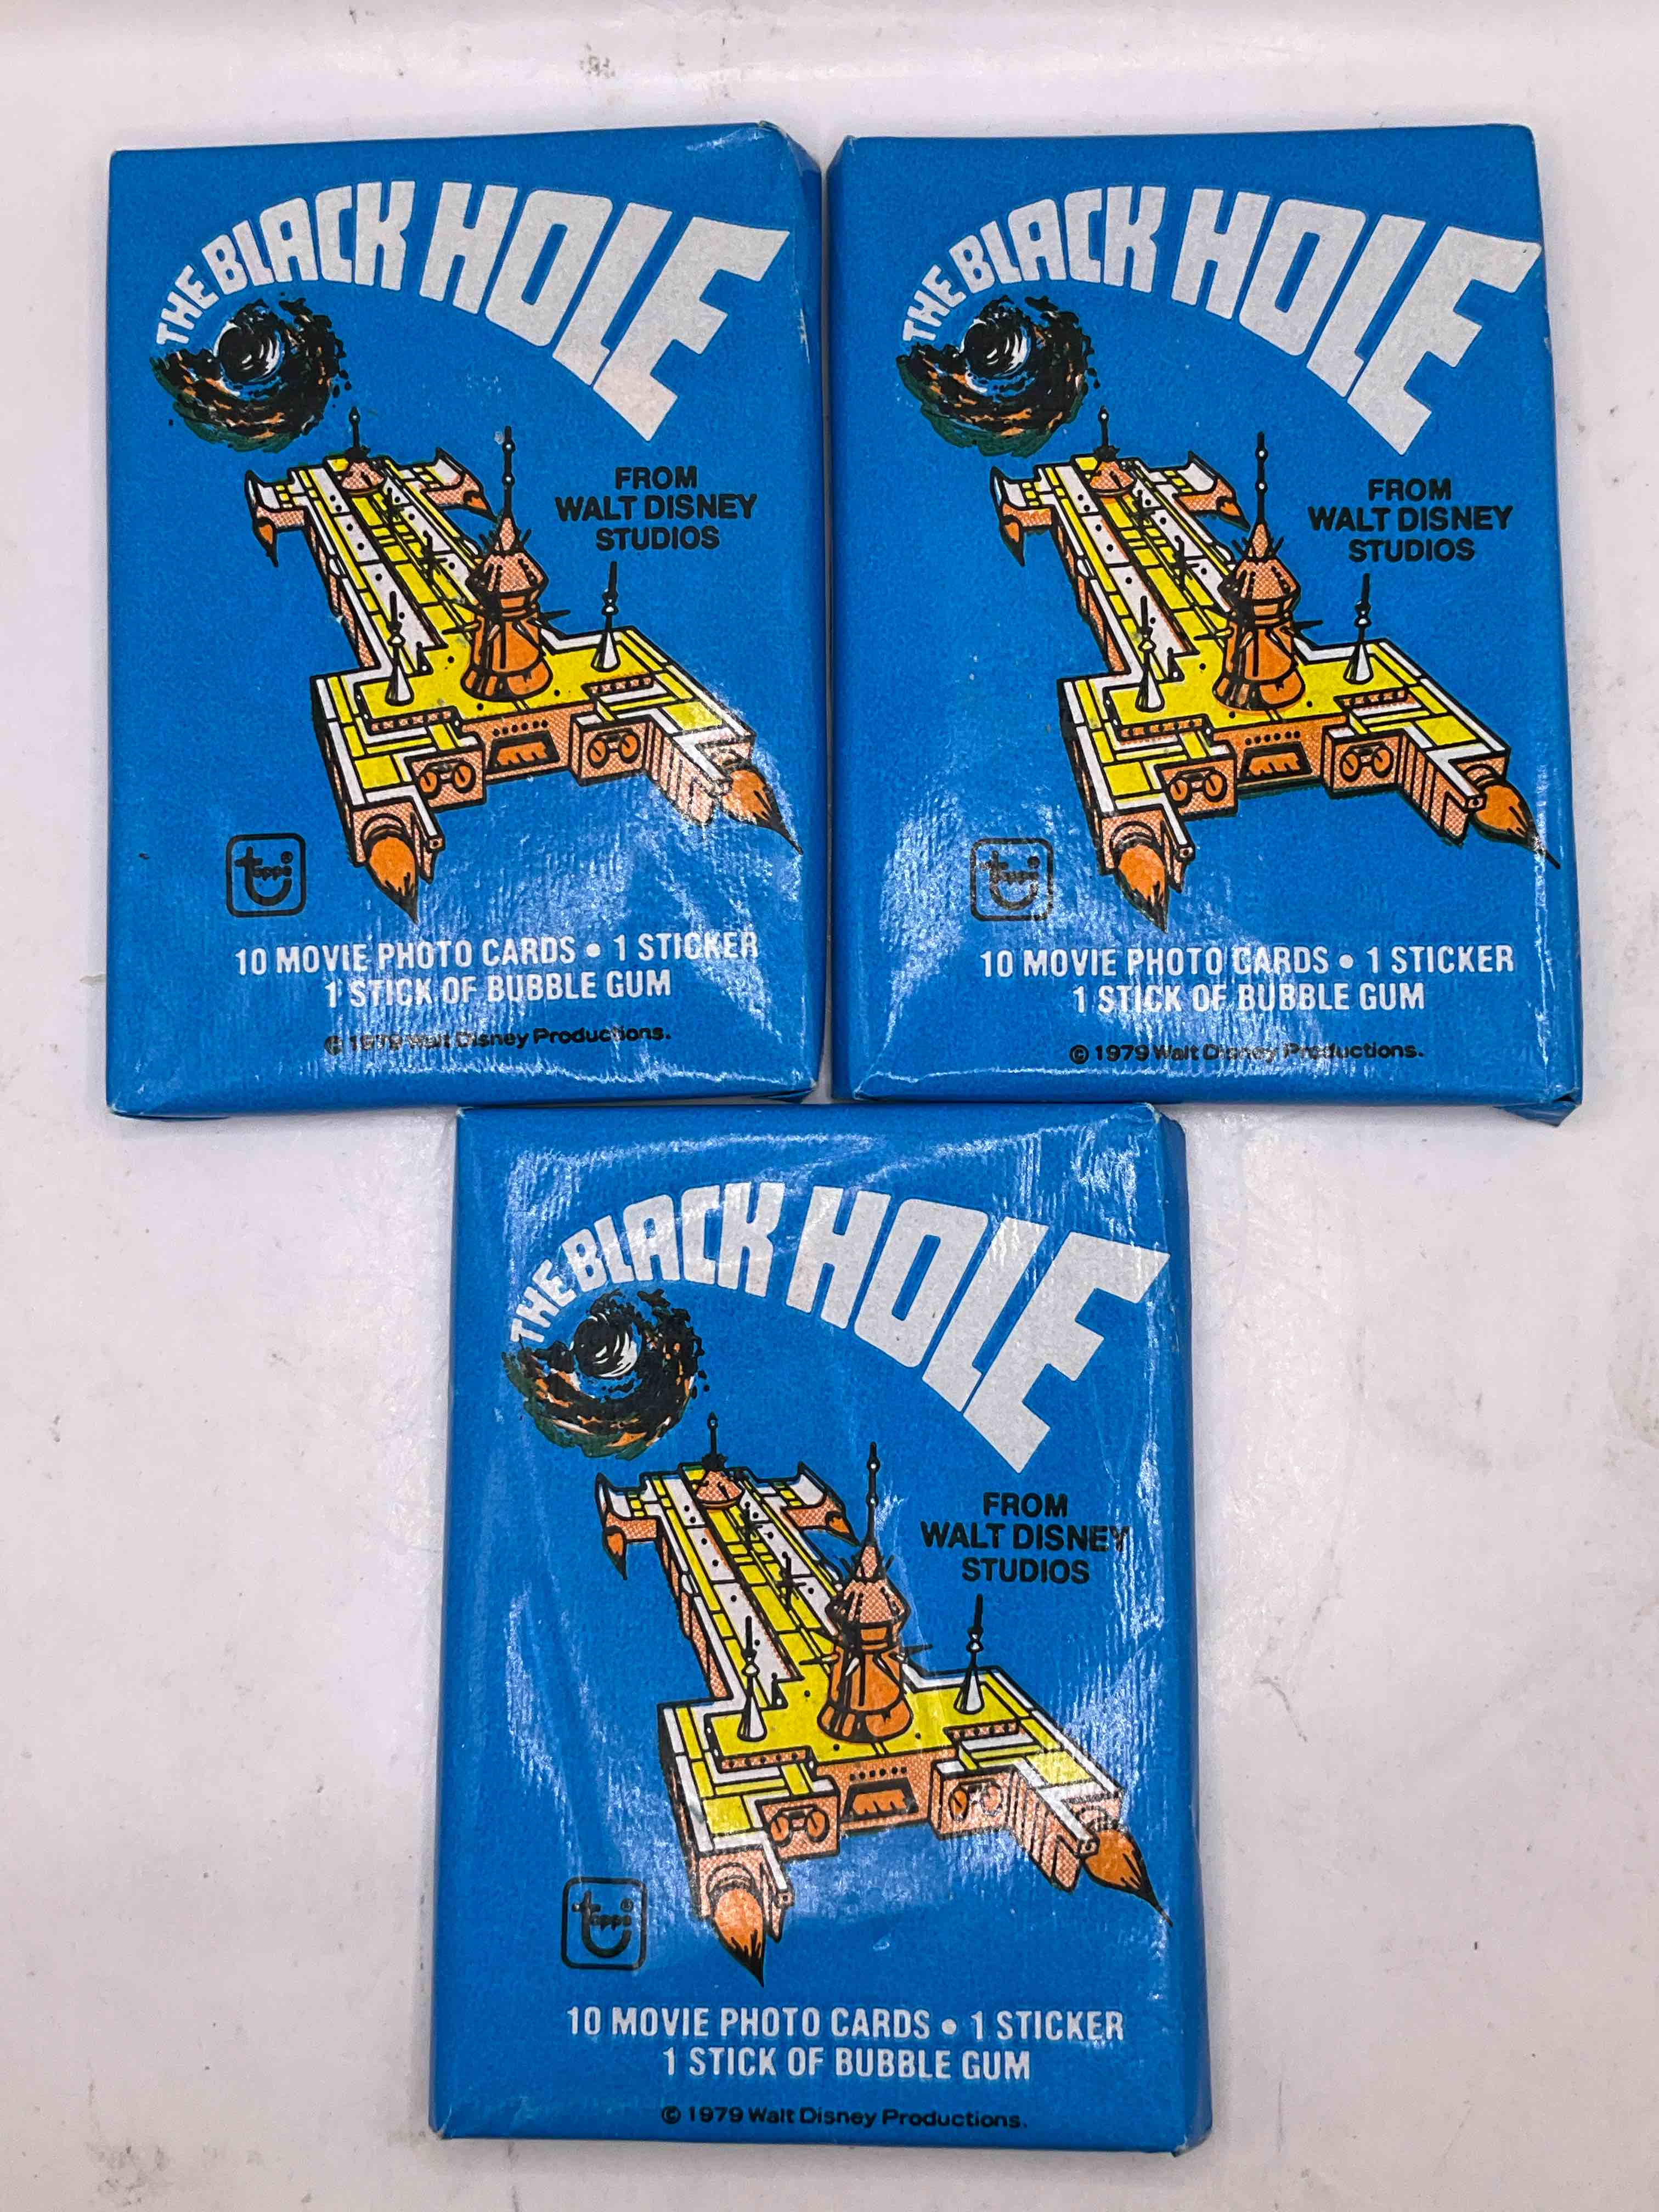 THE BLACK HOLE
FROM
WALT DISNEY
STUDIOS
topps®
10 MOVIE PHOTO CARDS • 1 STICKER
1 STICK OF BUBBLE GUM
© 1979 Walt Disney Productions.
THE BLACK HOLE
FROM
WALT DISNEY
STUDIOS
topps
10 MOVIE PHOTO CARDS • 1 STICKER
1 STICK OF BUBBLE GUM
© 1979 Walt Disney Productions.
THE BLACK HOLE
FROM
WALT DISNEY
STUDIOS
topps®
10 MOVIE PHOTO CARDS • 1 STICKER
1 STICK OF BUBBLE GUM
© 1979 Walt Disney Productions.